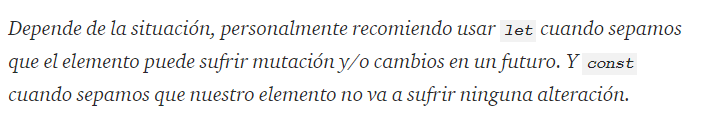 Depende de la situación, personalmente recomiendo usar let cuando sepamos
que el elemento puede sufrir mutación y/o cambios en un futuro. Y const
cuando sepamos que nuestro elemento no va a sufrir ninguna alteración.